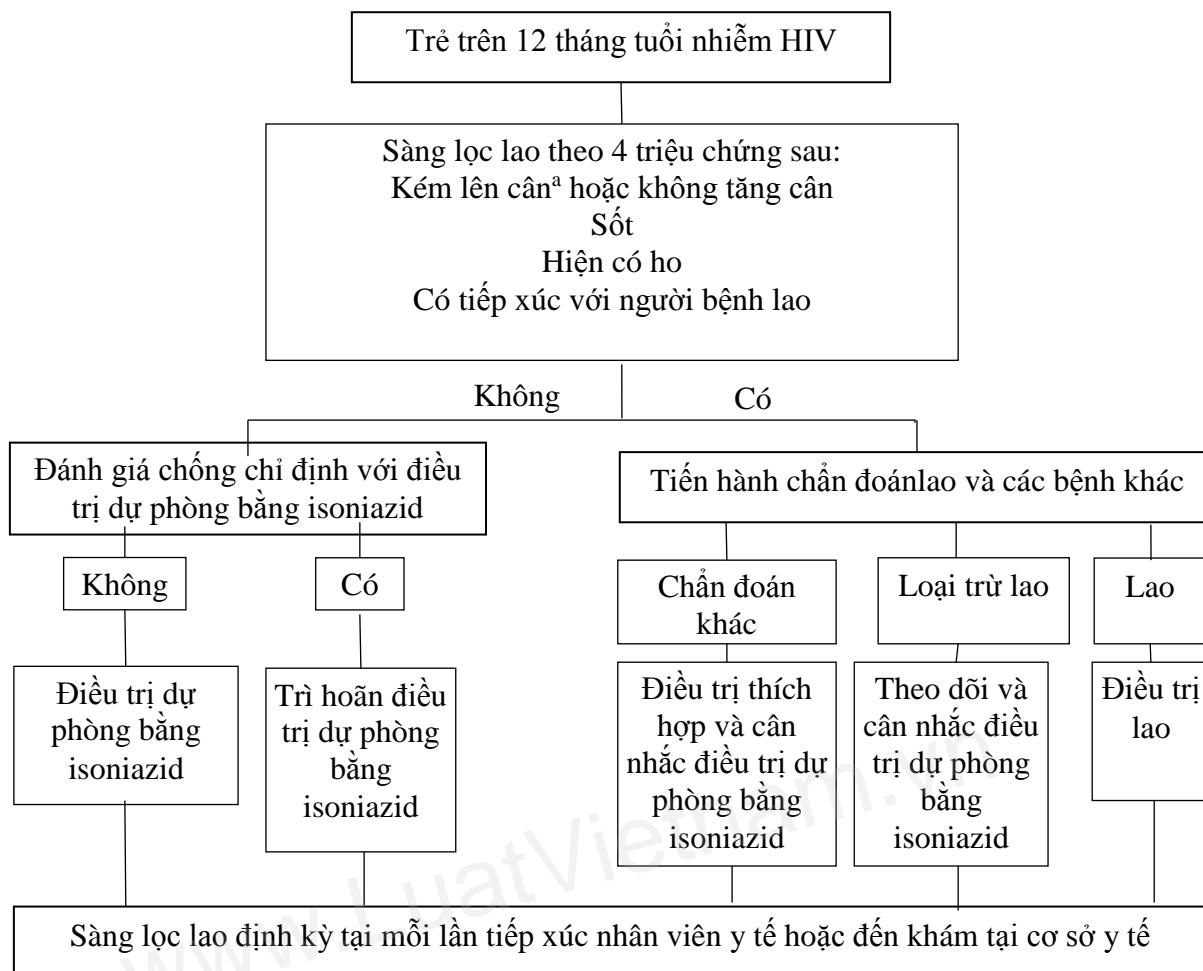 Trẻ trên 12 tháng tuổi nhiễm HIV
Sàng lọc lao theo 4 triệu chứng sau:
Kém lên cânᵃ hoặc không tăng cân
Sốt
Hiện có ho
Có tiếp xúc với người bệnh lao
Không
Có
Đánh giá chống chỉ định với điều
trị dự phòng bằng isoniazid
Tiến hành chẩn đoánlao và các bệnh khác
Không
Có
Chẩn đoán
khác
Loại trừ lao
Lao
Điều trị dự
phòng bằng
isoniazid
Trì hoãn điều
trị dự phòng
bằng
isoniazid
Điều trị thích
hợp và cân
nhắc điều trị dự
phòng bằng
isoniazid
Theo dõi và
cân nhắc điều
trị dự phòng
bằng
isoniazid
Điều trị
lao
Sàng lọc lao định kỳ tại mỗi lần tiếp xúc nhân viên y tế hoặc đến khám tại cơ sở y tế
www.LuatVietnam.vn